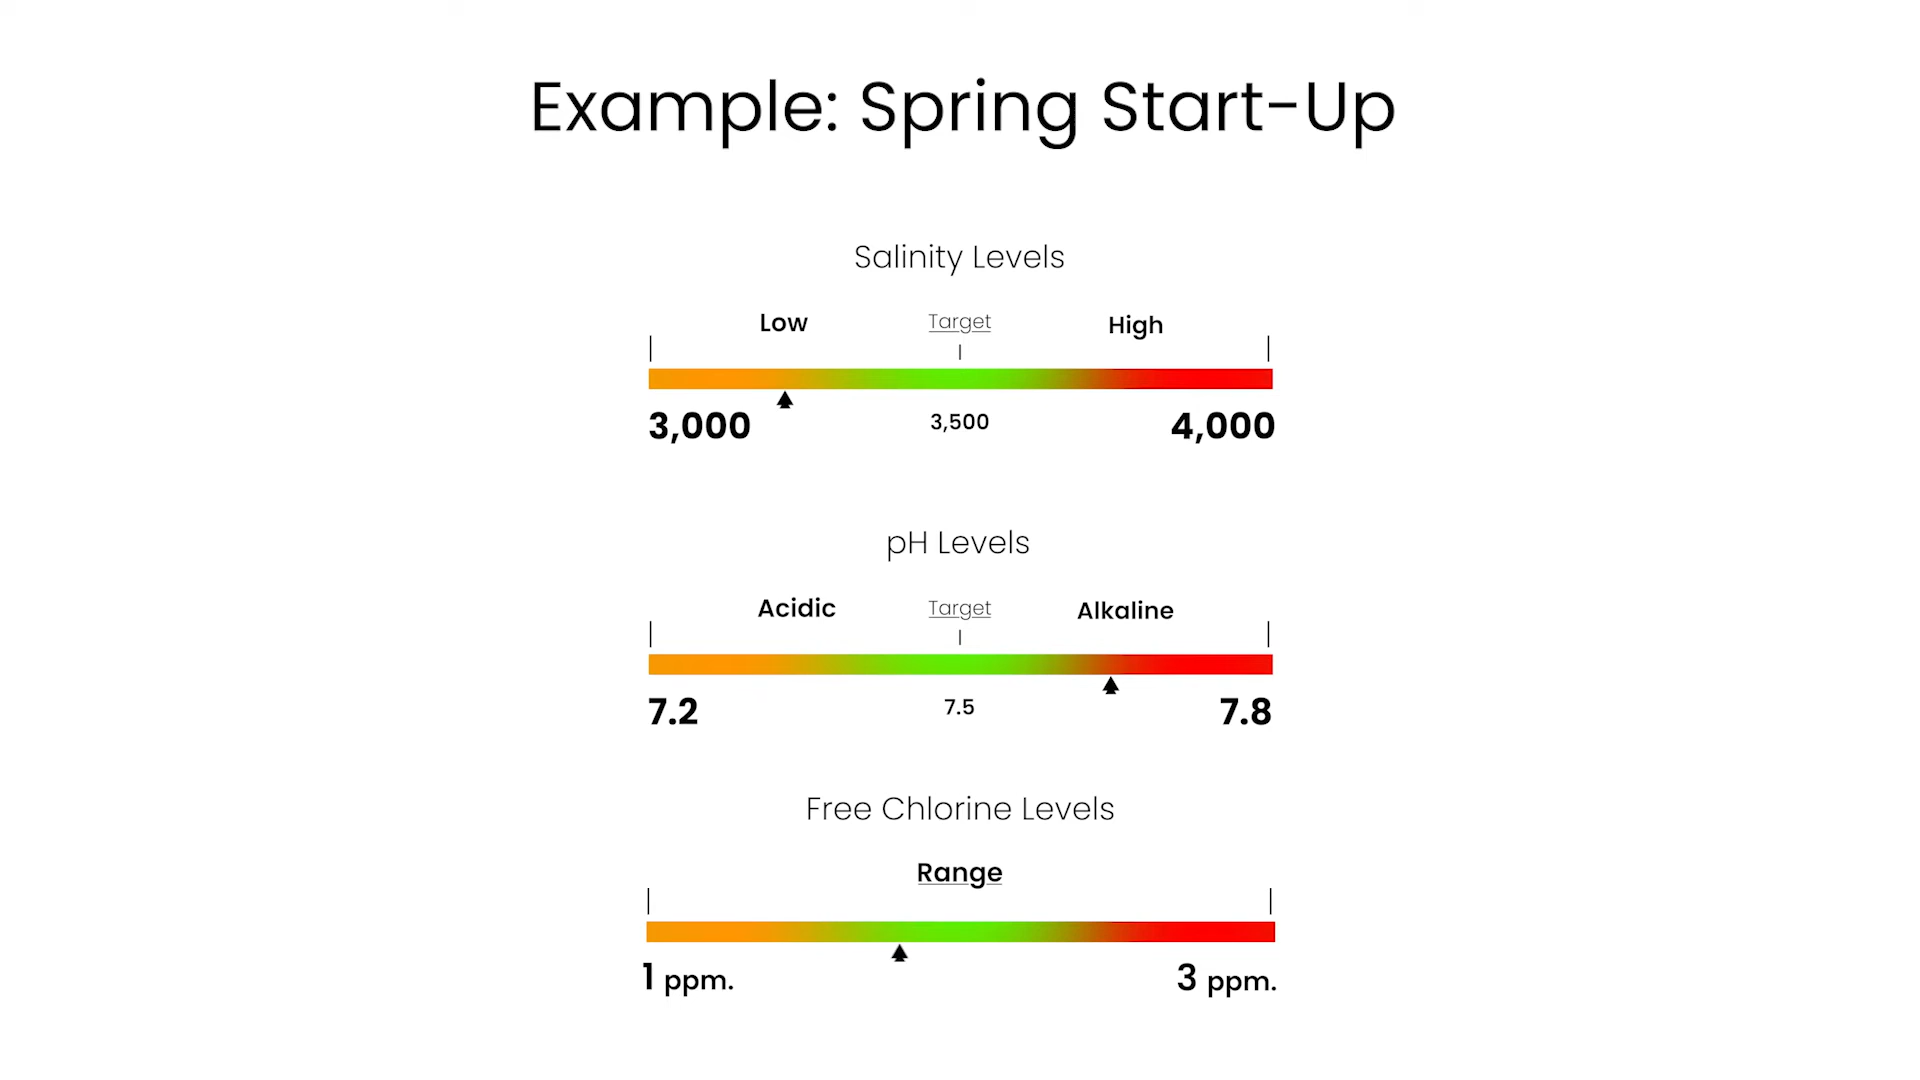 Example: Spring Start-Up
Salinity Levels
Low Target High
3,000 3,500 4,000
pH Levels
Acidic Target Alkaline
7.2 7.5 7.8
Free Chlorine Levels
Range
1 ppm. 3 ppm.